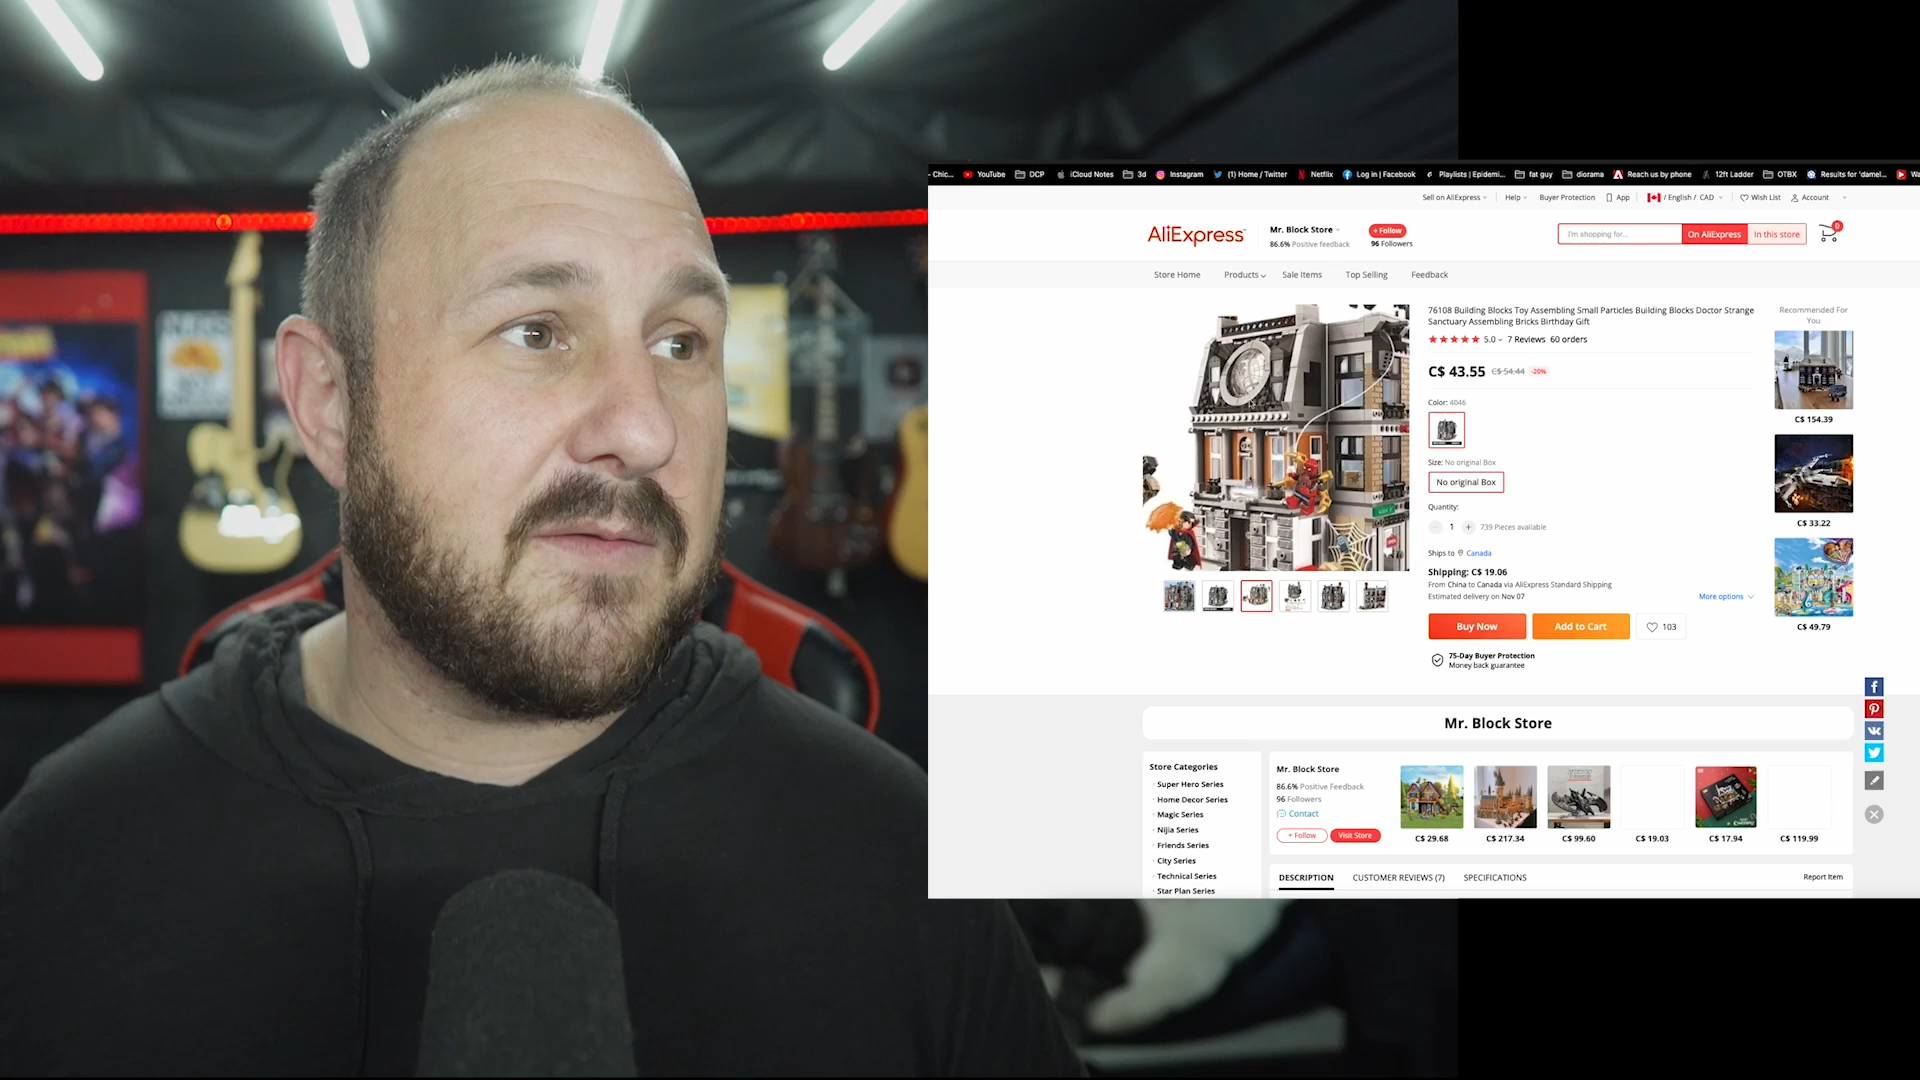 - Chic...
YouTube
DCP
iCloud Notes
3d
Instagram
(1) Home / Twitter
Netflix
Log in | Facebook
Playlists | Epidemi...
fat guy
diorama
Reach us by phone
12ft Ladder
OTBX
Results for 'damel...
Wa
Sell on AliExpress
Help
Buyer Protection
App
/ English / CAD
Wish List
Account
AliExpress
Mr. Block Store
86.6% Positive feedback
+ Follow
96 Followers
I'm shopping for...
On AliExpress
In this store
0
Store Home
Products
Sale Items
Top Selling
Feedback
76108 Building Blocks Toy Assembling Small Particles Building Blocks Doctor Strange
Sanctuary Assembling Bricks Birthday Gift
5.0
7 Reviews
60 orders
C$ 43.55
C$ 54.44
-20%
Color: 4046
Size: No original Box
No original Box
Quantity:
1
739 Pieces available
Ships to
Canada
Shipping: C$ 19.06
From China to Canada via AliExpress Standard Shipping
Estimated delivery on Nov 07
More options
Buy Now
Add to Cart
103
75-Day Buyer Protection
Money back guarantee
Recommended For
You
C$ 154.39
C$ 33.22
C$ 49.79
Mr. Block Store
Store Categories
Super Hero Series
Home Decor Series
Magic Series
Nijia Series
Friends Series
City Series
Technical Series
Star Plan Series
Mr. Block Store
86.6% Positive Feedback
96 Followers
Contact
+ Follow
Visit Store
C$ 29.68
C$ 217.34
C$ 99.60
C$ 19.03
C$ 17.94
C$ 119.99
DESCRIPTION
CUSTOMER REVIEWS (7)
SPECIFICATIONS
Report Item